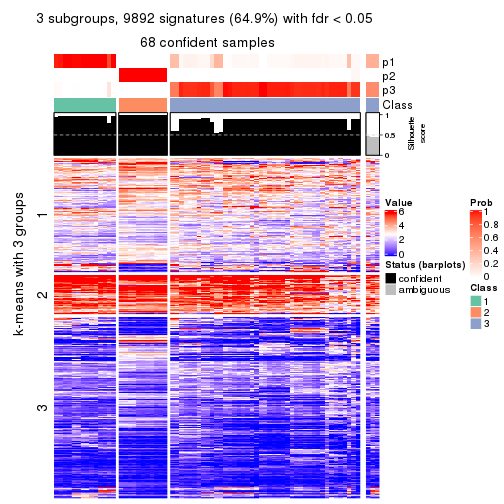 3 subgroups, 9892 signatures (64.9%) with fdr < 0.05
68 confident samples
p1
p2
p3
Class
1
0.5
0
Silhouette
score
k-means with 3 groups
1
2
3
Value
6
4
2
0
Status (barplots)
confident
ambiguous
Prob
1
0.8
0.6
0.4
0.2
0
Class
1
2
3